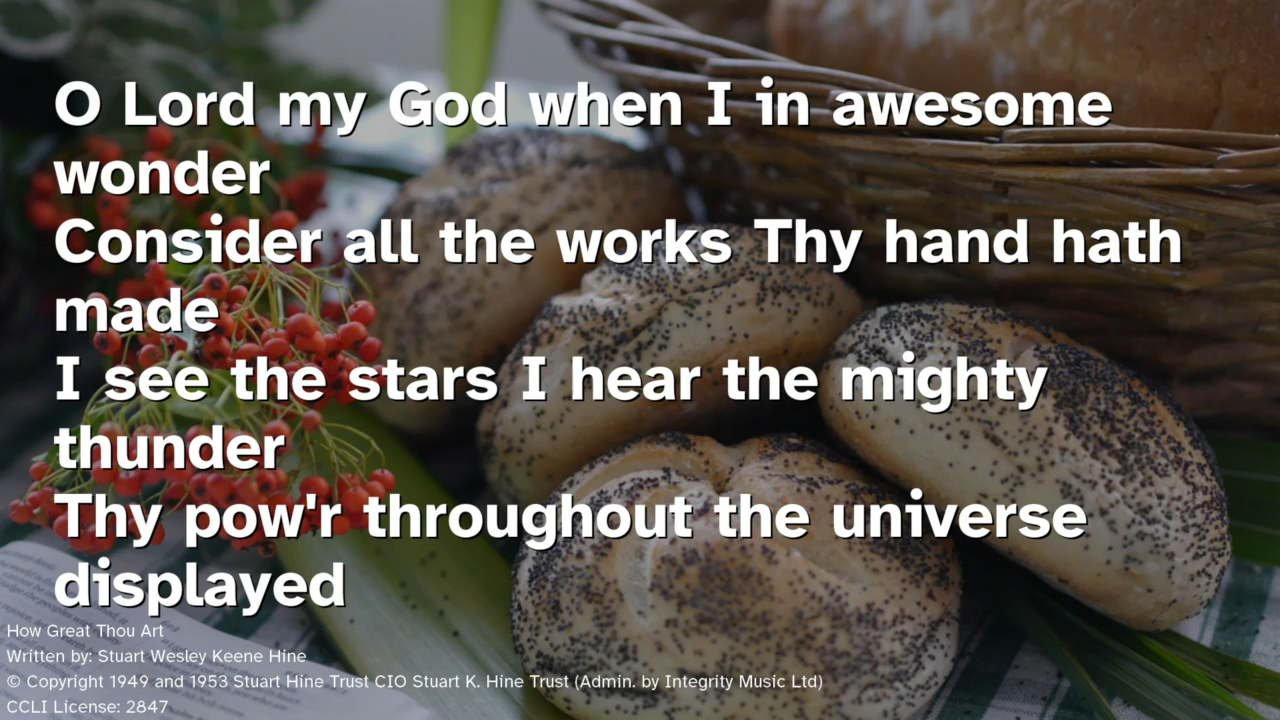 O Lord my God when I in awesome
wonder
Consider all the works Thy hand hath
made
I see the stars I hear the mighty
thunder
Thy pow'r throughout the universe
displayed
How Great Thou Art
Written by: Stuart Wesley Keene Hine
© Copyright 1949 and 1953 Stuart Hine Trust CIO Stuart K. Hine Trust (Admin. by Integrity Music Ltd)
CCLI License: 2847